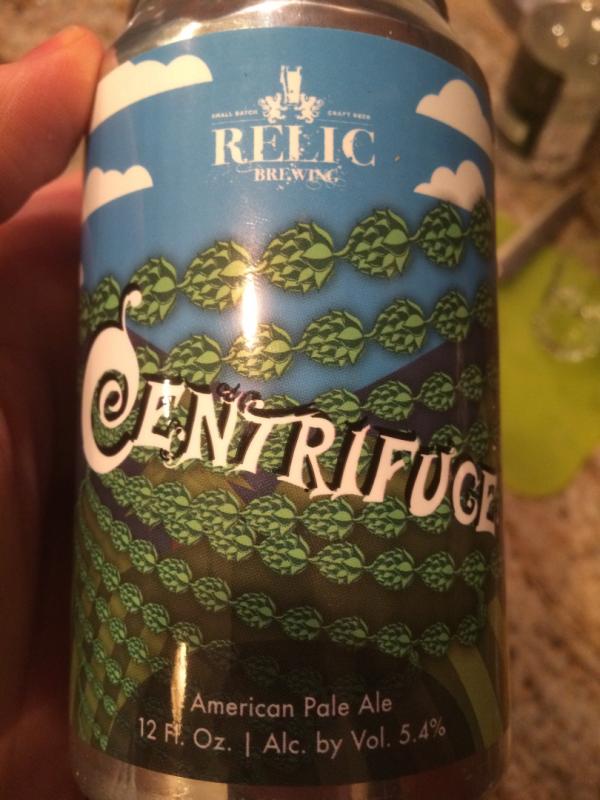 SMALL BATCH CRAFT BEER
RELIC
BREWING
CENTRIFUGE
American Pale Ale
12 Fl. Oz. | Alc. by Vol. 5.4%